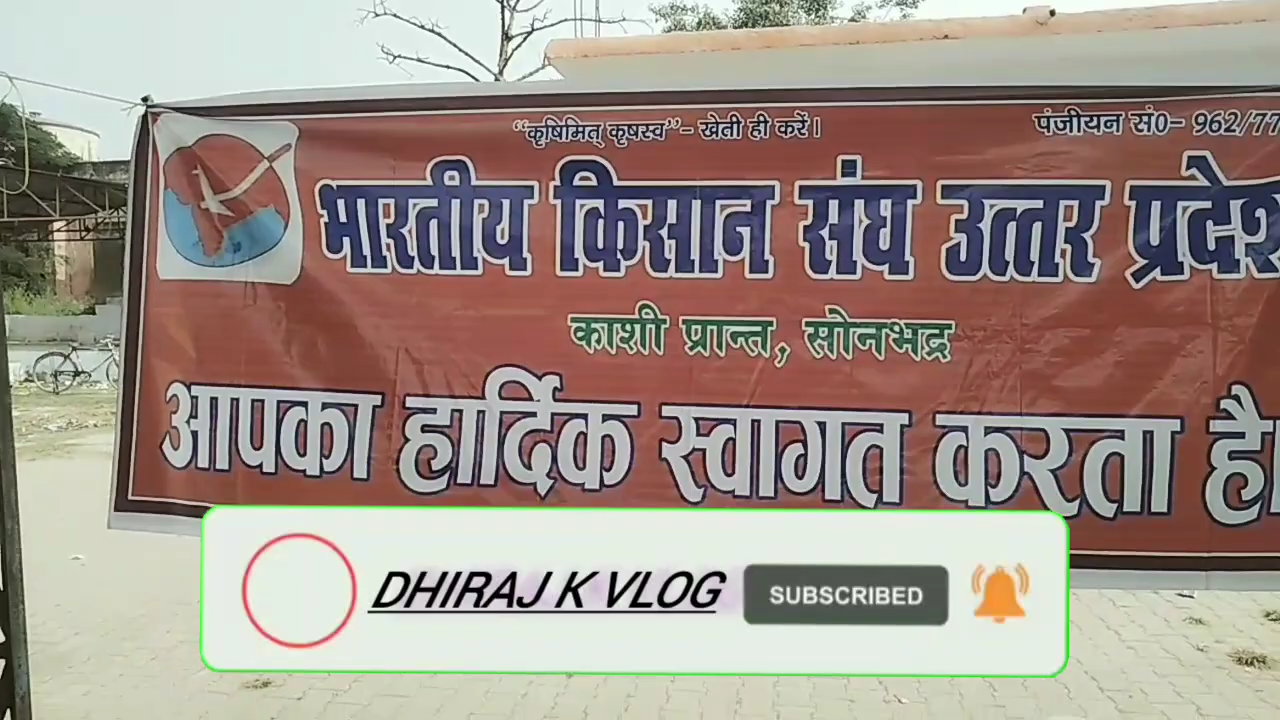 “कृषिमित् कृषस्व”- खेती ही करें।
पंजीयन सं0- 962/77
भारतीय किसान संघ उत्तर प्रदेश
काशी प्रान्त, सोनभद्र
आपका हार्दिक स्वागत करता है।
DHIRAJ K VLOG
SUBSCRIBED